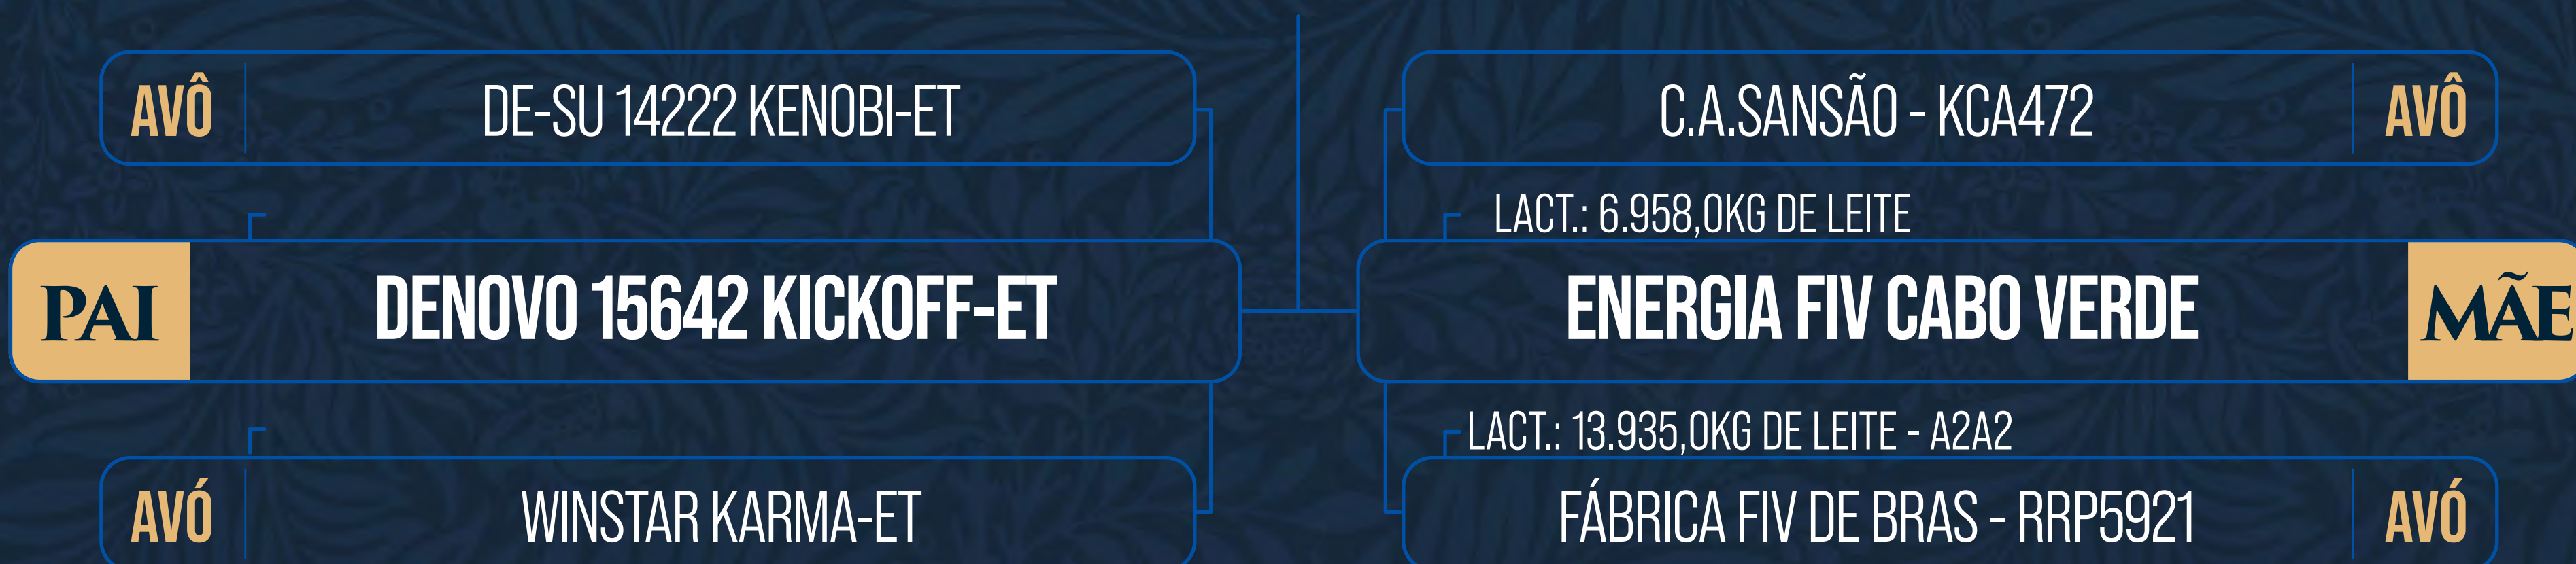 AVÔ DE-SU 14222 KENOBI-ET
C.A.SANSÃO - KCA472 AVÔ
LACT.: 6.958,0KG DE LEITE
PAI DENOVO 15642 KICKOFF-ET
ENERGIA FIV CABO VERDE MÃE
LACT.: 13.935,0KG DE LEITE - A2A2
AVÓ WINSTAR KARMA-ET
FÁBRICA FIV DE BRAS - RRP5921 AVÓ